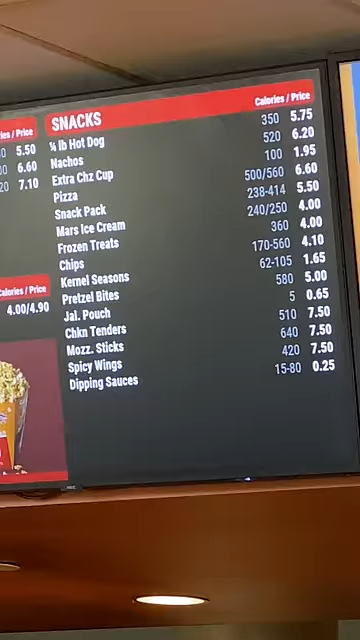 ies / Price
5.50
6.60
20 7.10
Calories / Price
4.00/4.90
SNACKS Calories / Price
¼ lb Hot Dog 350 5.75
Nachos 520 6.20
Extra Chz Cup 100 1.95
Pizza 500/560 6.60
Snack Pack 238-414 5.50
Mars Ice Cream 240/250 4.00
Frozen Treats 360 4.00
Chips 170-560 4.10
Kernel Seasons 62-105 1.65
Pretzel Bites 580 5.00
Jal. Pouch 5 0.65
Chkn Tenders 510 7.50
Mozz. Sticks 640 7.50
Spicy Wings 420 7.50
Dipping Sauces 15-80 0.25